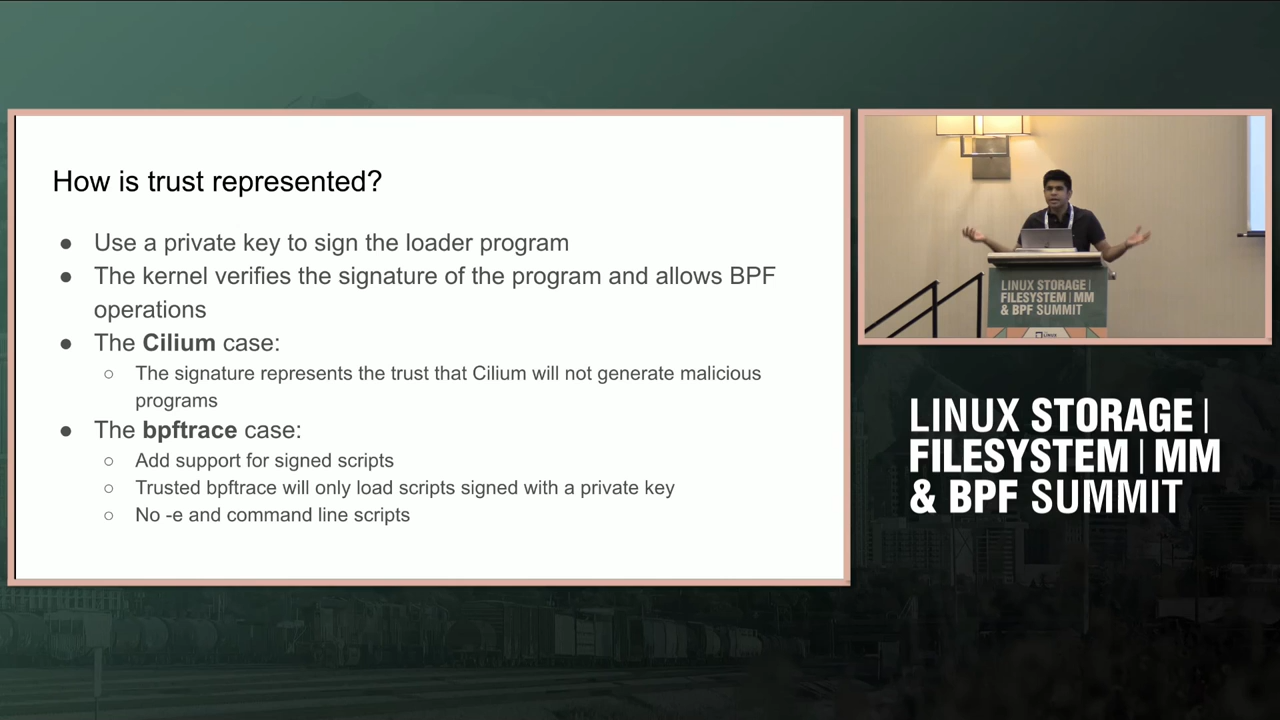 How is trust represented?
● Use a private key to sign the loader program
● The kernel verifies the signature of the program and allows BPF
operations
● The Cilium case:
○ The signature represents the trust that Cilium will not generate malicious
programs
● The bpftrace case:
○ Add support for signed scripts
○ Trusted bpftrace will only load scripts signed with a private key
○ No -e and command line scripts
LINUX STORAGE |
FILESYSTEM | MM
& BPF SUMMIT
LINUX STORAGE |
FILESYSTEM | MM
& BPF SUMMIT